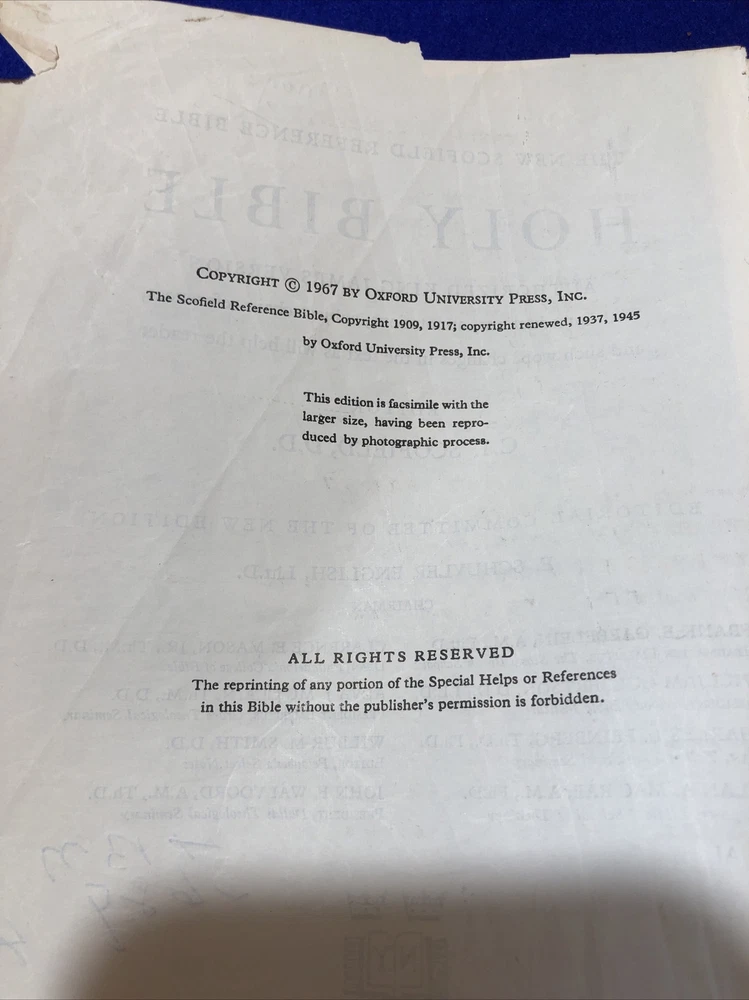 COPYRIGHT © 1967 BY OXFORD UNIVERSITY PRESS, INC.
The Scofield Reference Bible, Copyright 1909, 1917; copyright renewed, 1937, 1945
by Oxford University Press, Inc.
This edition is facsimile with the
larger size, having been repro-
duced by photographic process.
ALL RIGHTS RESERVED
The reprinting of any portion of the Special Helps or References
in this Bible without the publisher's permission is forbidden.